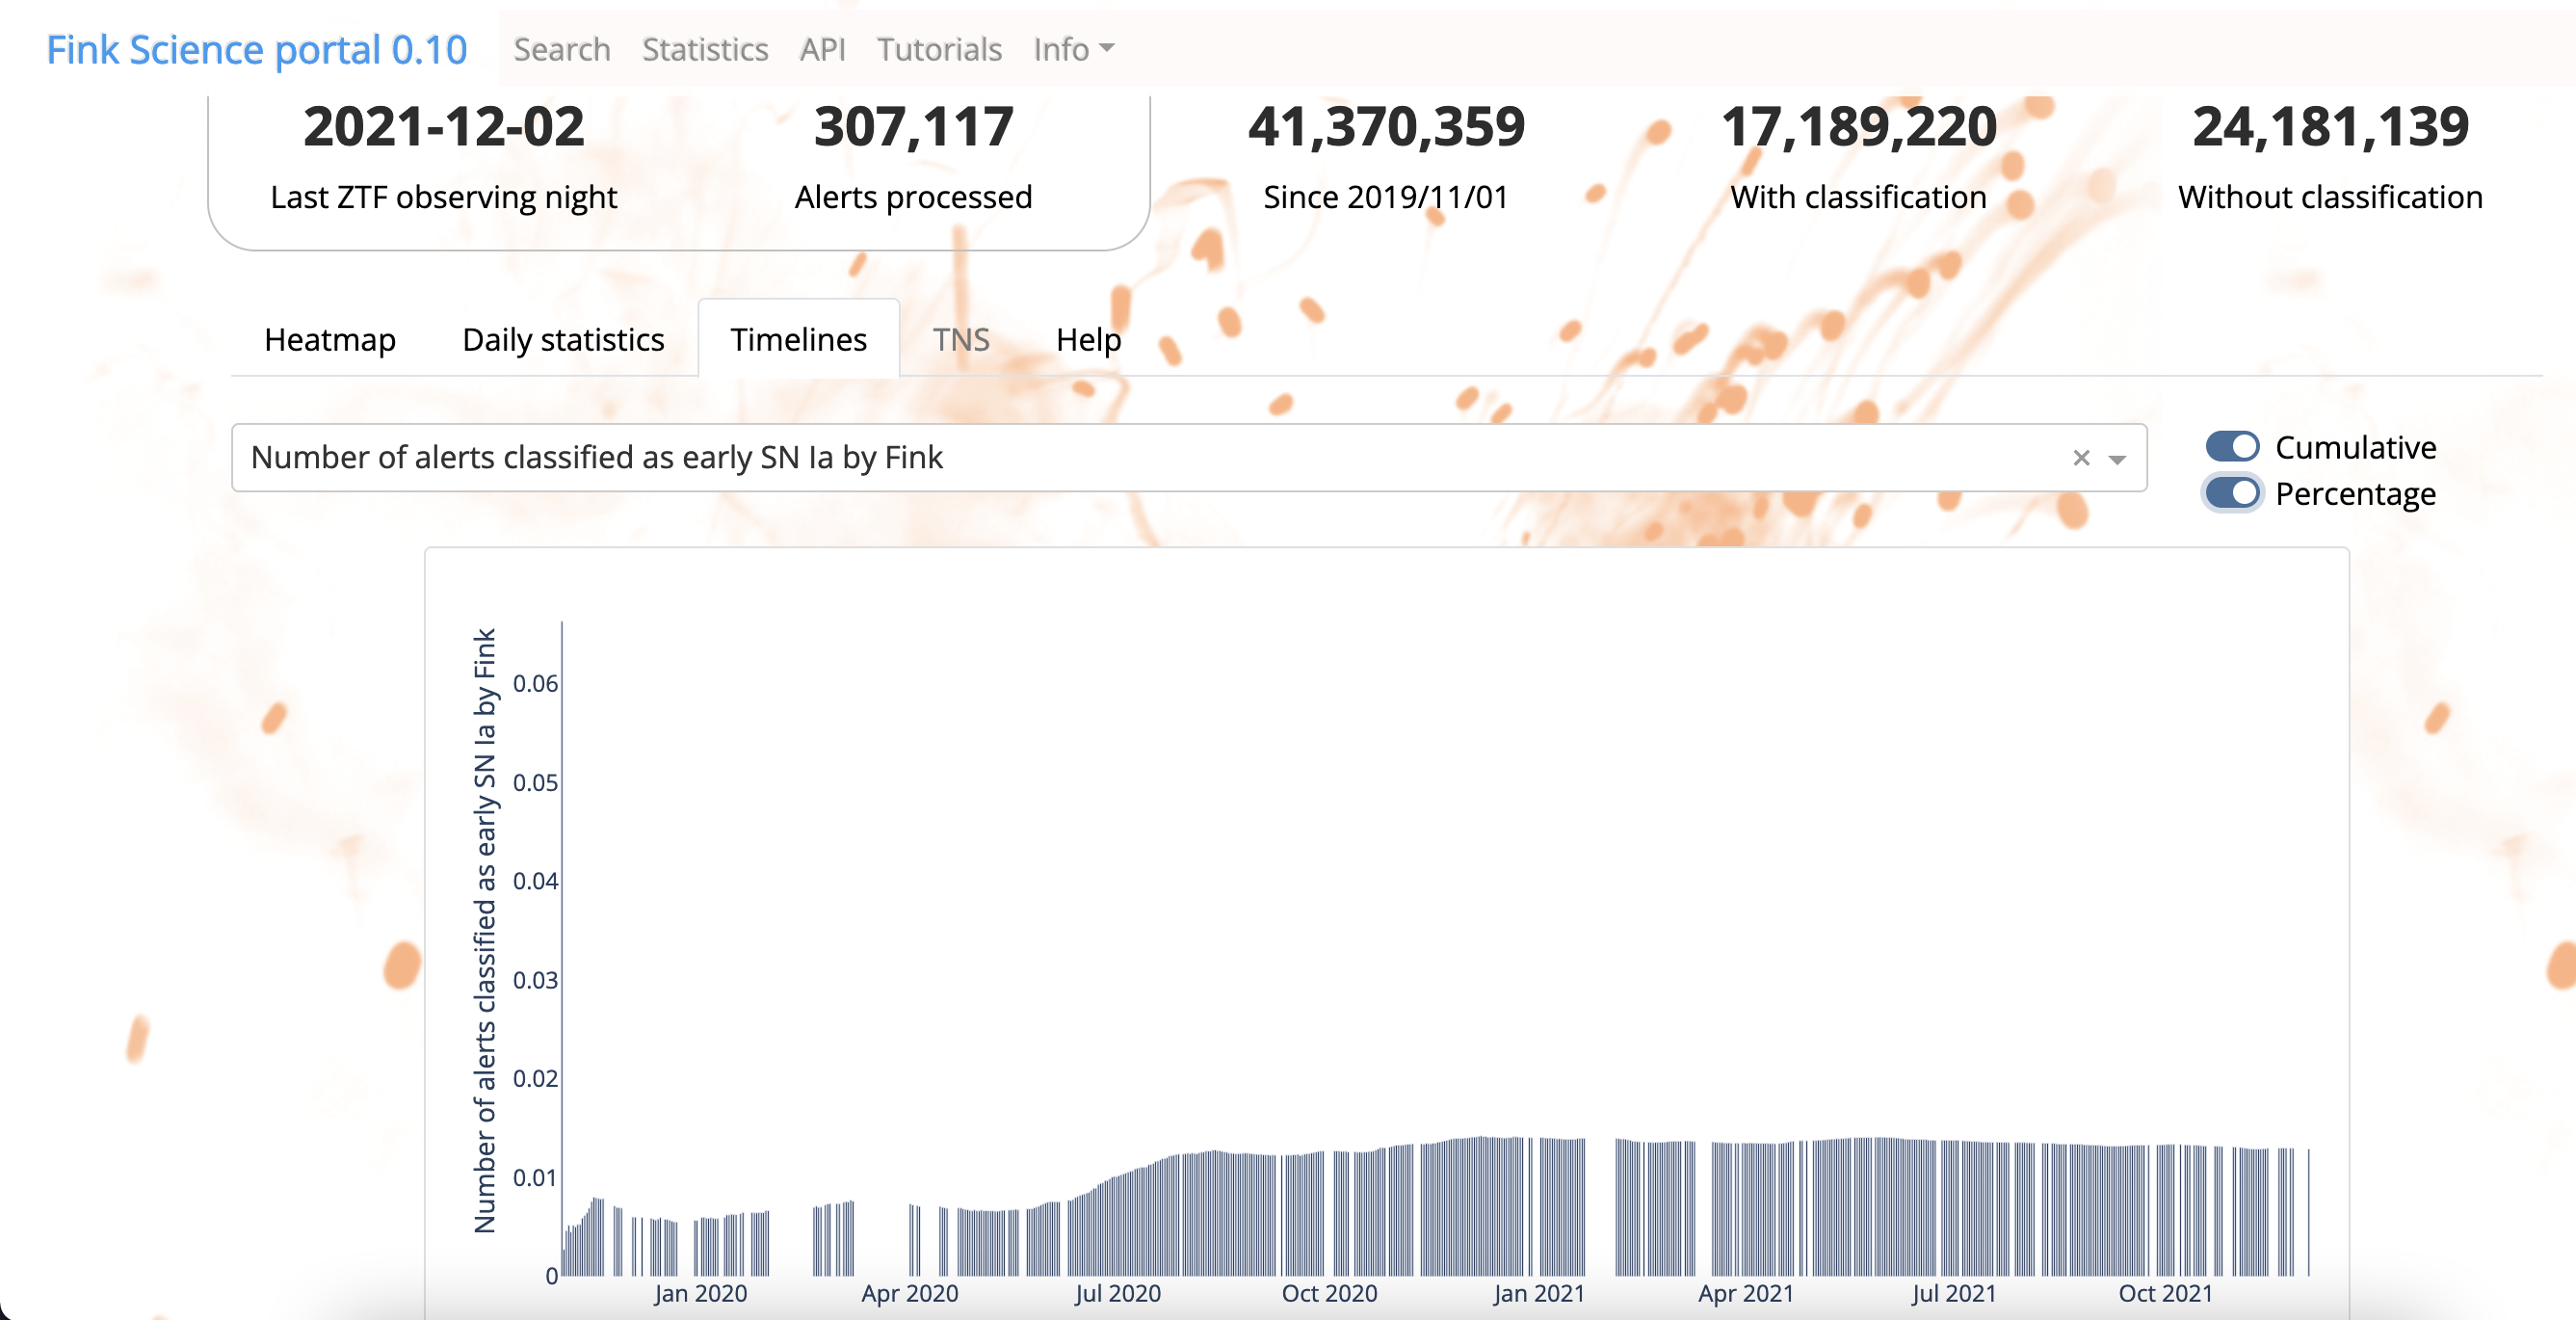 Fink Science portal 0.10 Search Statistics API Tutorials Info
2021-12-02 307,117 41,370,359 17,189,220 24,181,139
Last ZTF observing night Alerts processed Since 2019/11/01 With classification Without classification
Heatmap Daily statistics Timelines TNS Help
Number of alerts classified as early SN Ia by Fink ×
Cumulative
Percentage
Number of alerts classified as early SN Ia by Fink
0.06
0.05
0.04
0.03
0.02
0.01
0
Jan 2020 Apr 2020 Jul 2020 Oct 2020 Jan 2021 Apr 2021 Jul 2021 Oct 2021